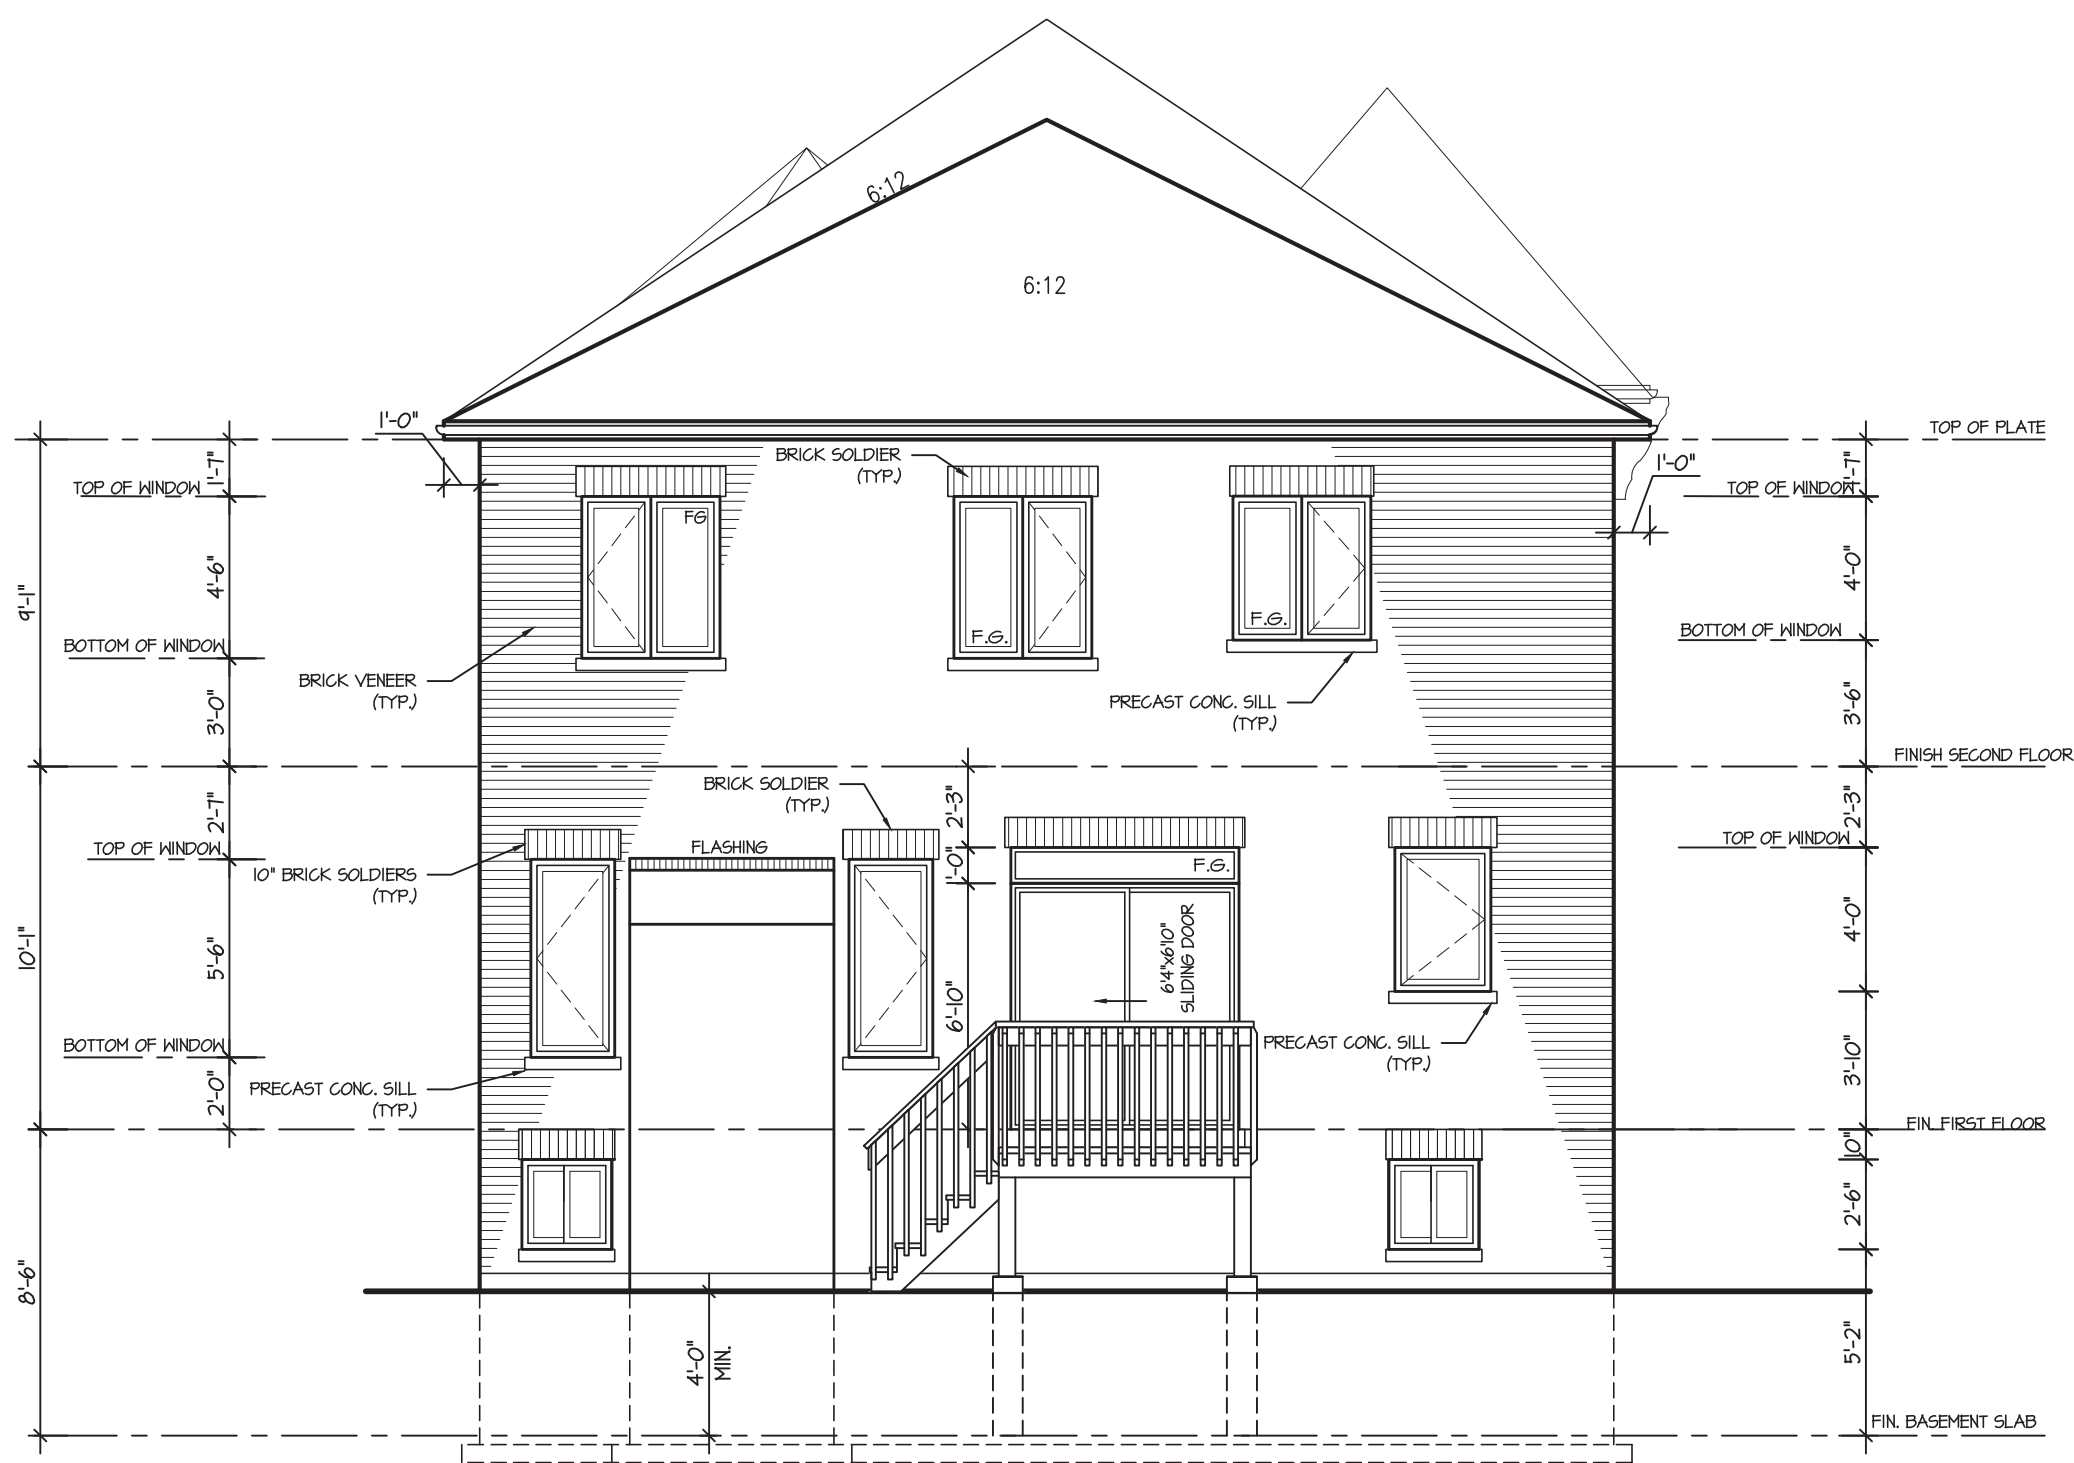 6:12
6:12
1'-0"
TOP OF PLATE
BRICK SOLDIER
(TYP.)
1'-7"
1'-7"
1'-0"
TOP OF WINDOW
TOP OF WINDOW
FG
4'-6"
4'-0"
9'-1"
F.G.
F.G.
BOTTOM OF WINDOW
BOTTOM OF WINDOW
BRICK VENEER
(TYP.)
PRECAST CONC. SILL
(TYP.)
3'-0"
3'-6"
FINISH SECOND FLOOR
BRICK SOLDIER
(TYP.)
2'-7"
2'-3"
2'-3"
TOP OF WINDOW
FLASHING
TOP OF WINDOW
10" BRICK SOLDIERS
(TYP.)
1'-0"
F.G.
10'-1"
5'-6"
6'-10"
6'4"x6'10"
SLIDING DOOR
4'-0"
BOTTOM OF WINDOW
PRECAST CONC. SILL
(TYP.)
PRECAST CONC. SILL
(TYP.)
2'-0"
3'-10"
FIN. FIRST FLOOR
10"
2'-6"
8'-6"
4'-0"
MIN.
5'-2"
FIN. BASEMENT SLAB